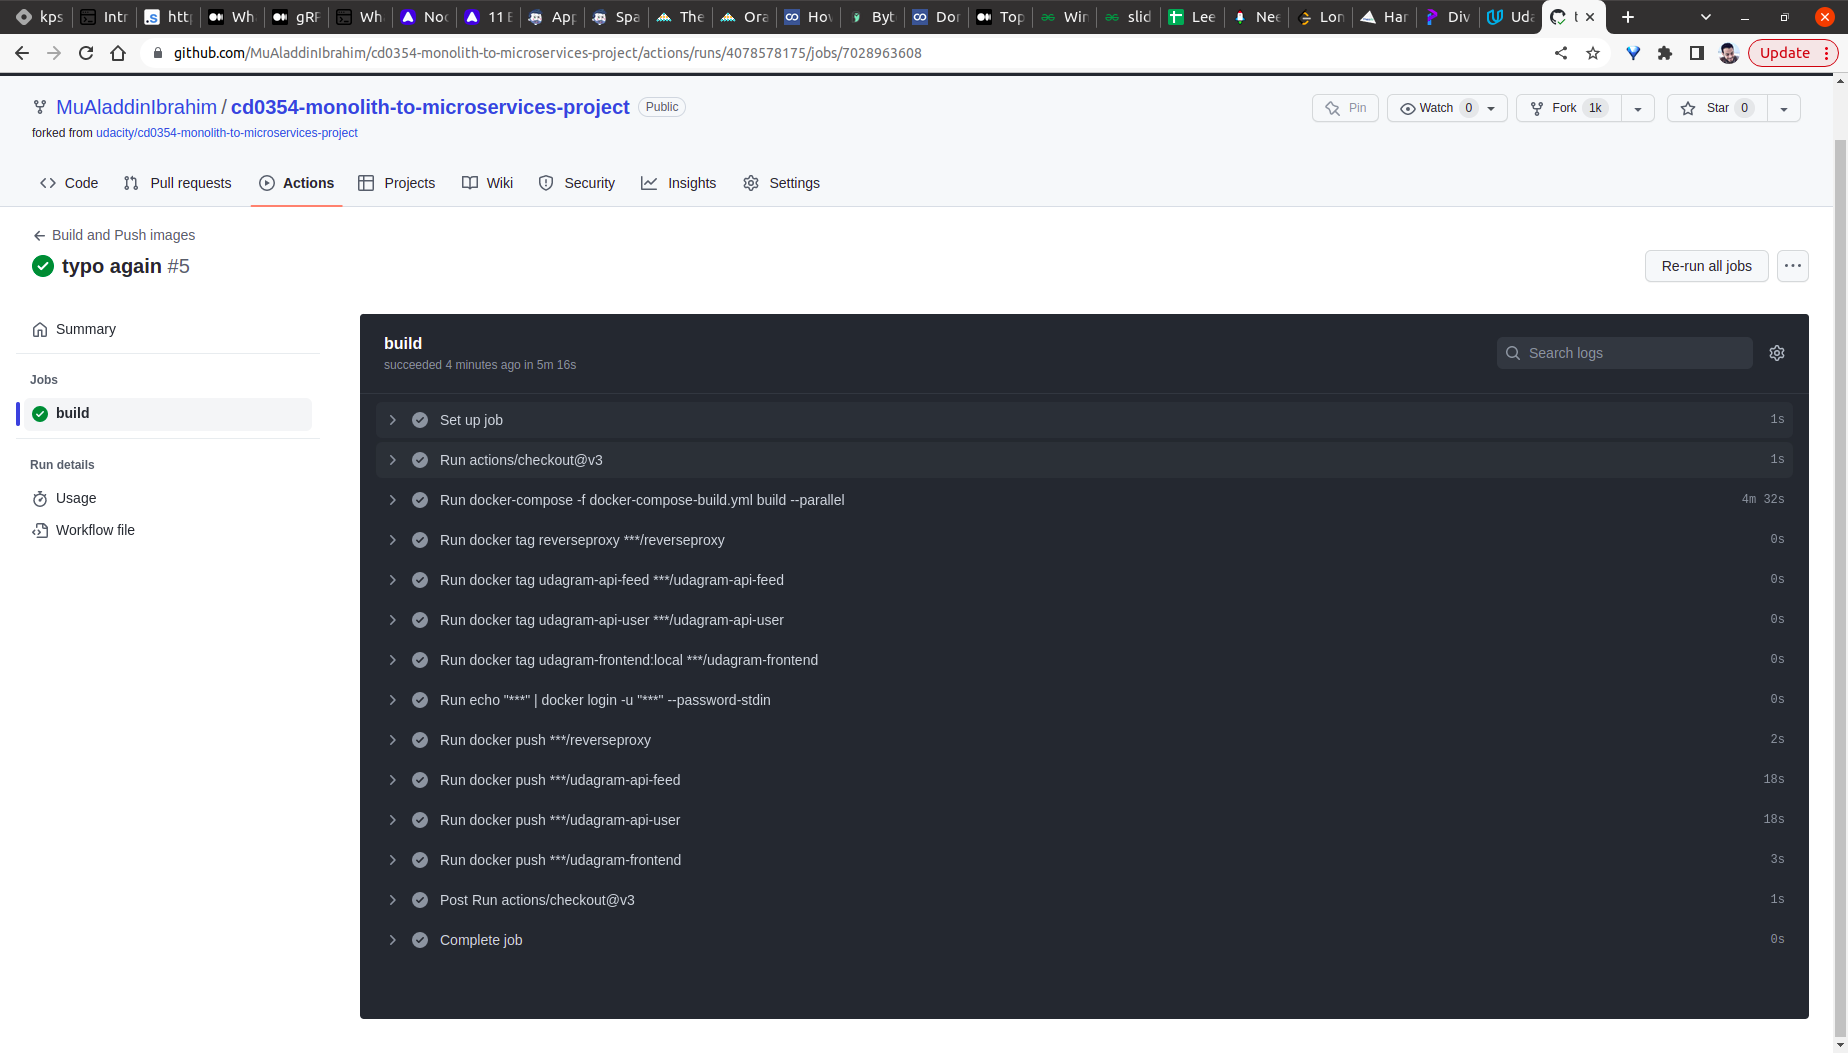 kps
Intr
http
Wh
gRP
Wh
Noc
11 E
App
Spa
The
Ora
Hov
Byt
Dor
Top
Win
slid
Lee
Nee
Lon
Har
Div
Uda
t
github.com/MuAladdinIbrahim/cd0354-monolith-to-microservices-project/actions/runs/4078578175/jobs/7028963608
Update
MuAladdinIbrahim / cd0354-monolith-to-microservices-project Public
Pin
Watch 0
Fork 1k
Star 0
forked from udacity/cd0354-monolith-to-microservices-project
Code
Pull requests
Actions
Projects
Wiki
Security
Insights
Settings
Build and Push images
typo again #5
Re-run all jobs
Summary
Jobs
build
Run details
Usage
Workflow file
build
succeeded 4 minutes ago in 5m 16s
Search logs
Set up job 1s
Run actions/checkout@v3 1s
Run docker-compose -f docker-compose-build.yml build --parallel 4m 32s
Run docker tag reverseproxy ***/reverseproxy 0s
Run docker tag udagram-api-feed ***/udagram-api-feed 0s
Run docker tag udagram-api-user ***/udagram-api-user 0s
Run docker tag udagram-frontend:local ***/udagram-frontend 0s
Run echo "***" | docker login -u "***" --password-stdin 0s
Run docker push ***/reverseproxy 2s
Run docker push ***/udagram-api-feed 18s
Run docker push ***/udagram-api-user 18s
Run docker push ***/udagram-frontend 3s
Post Run actions/checkout@v3 1s
Complete job 0s